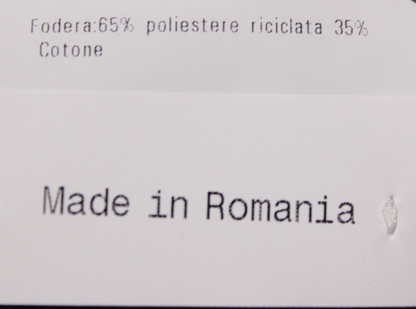 Fodera:65% poliestere riciclata 35%
Cotone
Made in Romania